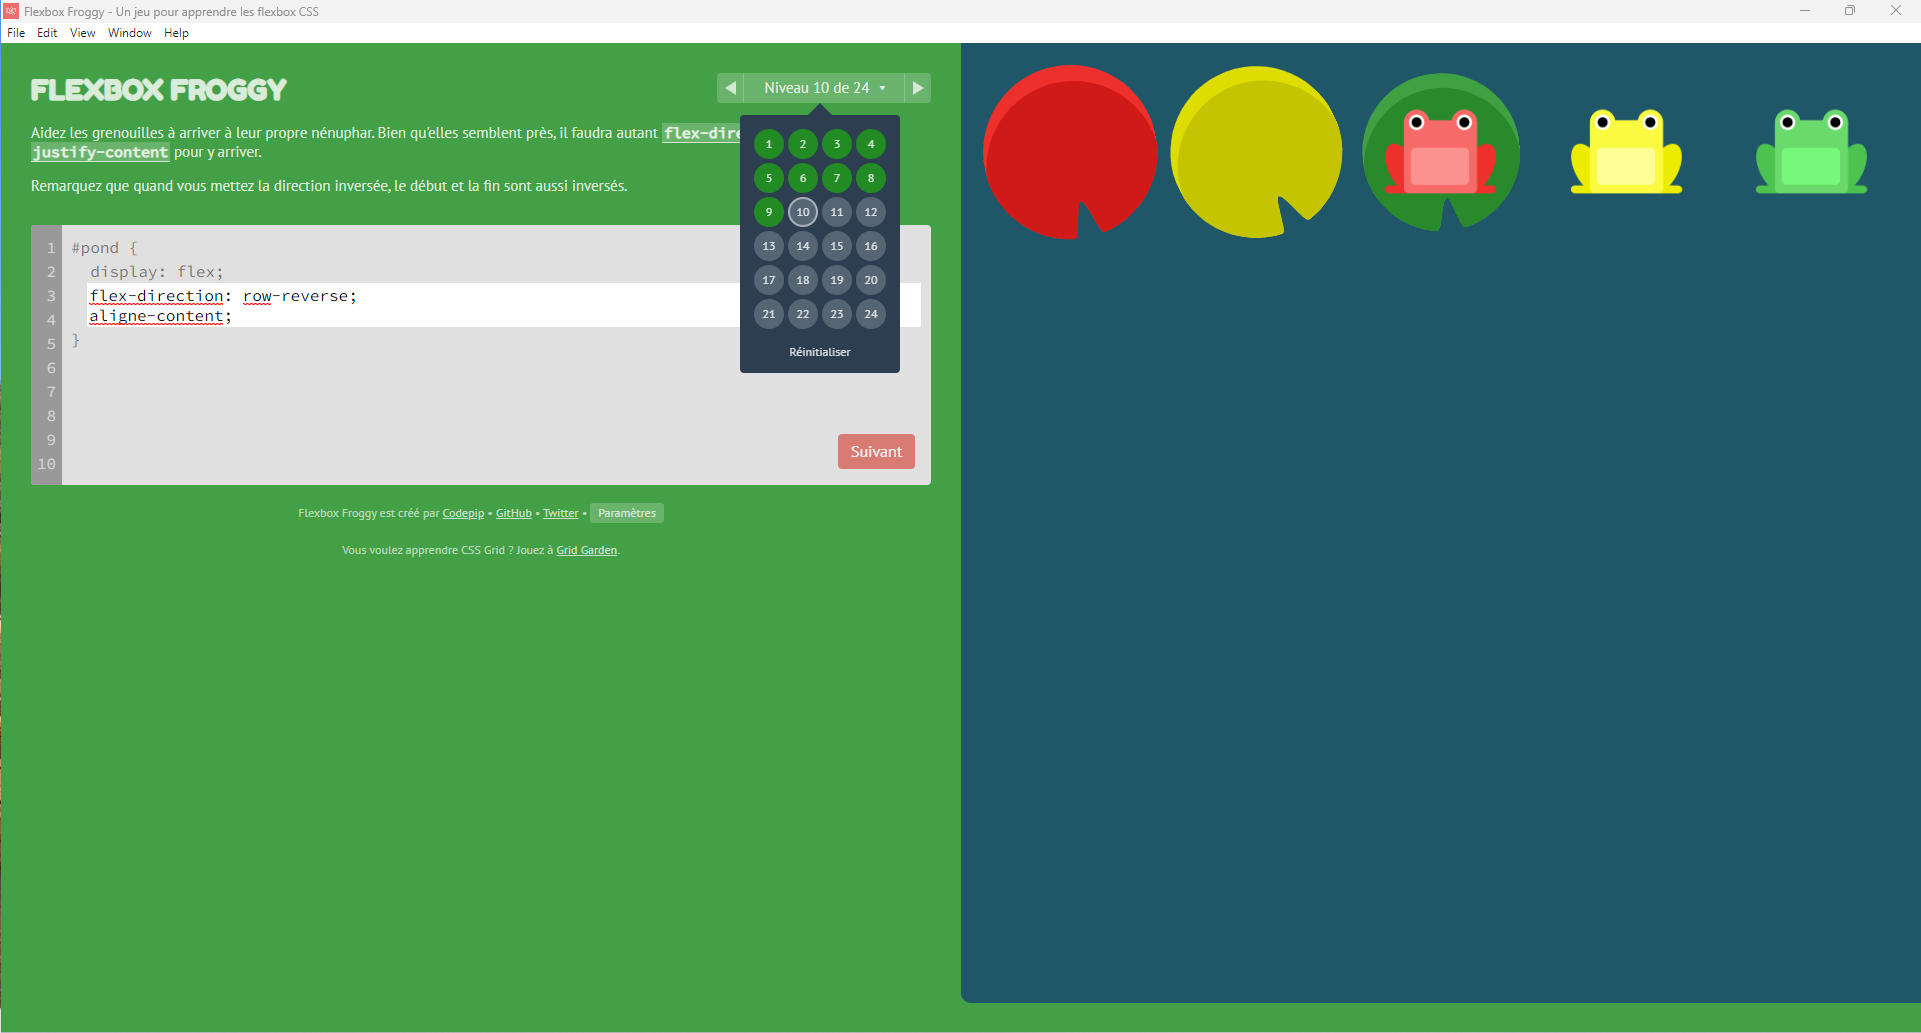 Flexbox Froggy - Un jeu pour apprendre les flexbox CSS
File Edit View Window Help
FLEXBOX FROGGY
Niveau 10 de 24
Aidez les grenouilles à arriver à leur propre nénuphar. Bien qu'elles semblent près, il faudra autant flex-dire
justify-content pour y arriver.
Remarquez que quand vous mettez la direction inversée, le début et la fin sont aussi inversés.
1 2 3 4
5 6 7 8
9 10 11 12
13 14 15 16
17 18 19 20
21 22 23 24
Réinitialiser
1 #pond {
2 display: flex;
3 flex-direction: row-reverse;
4 aligne-content;
5 }
6
7
8
9
10
Suivant
Flexbox Froggy est créé par Codepip • GitHub • Twitter • Paramètres
Vous voulez apprendre CSS Grid ? Jouez à Grid Garden.